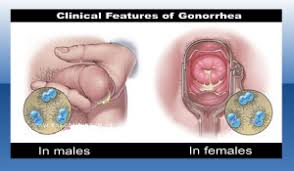 Clinical Features of Gonorrhea
In males
In females